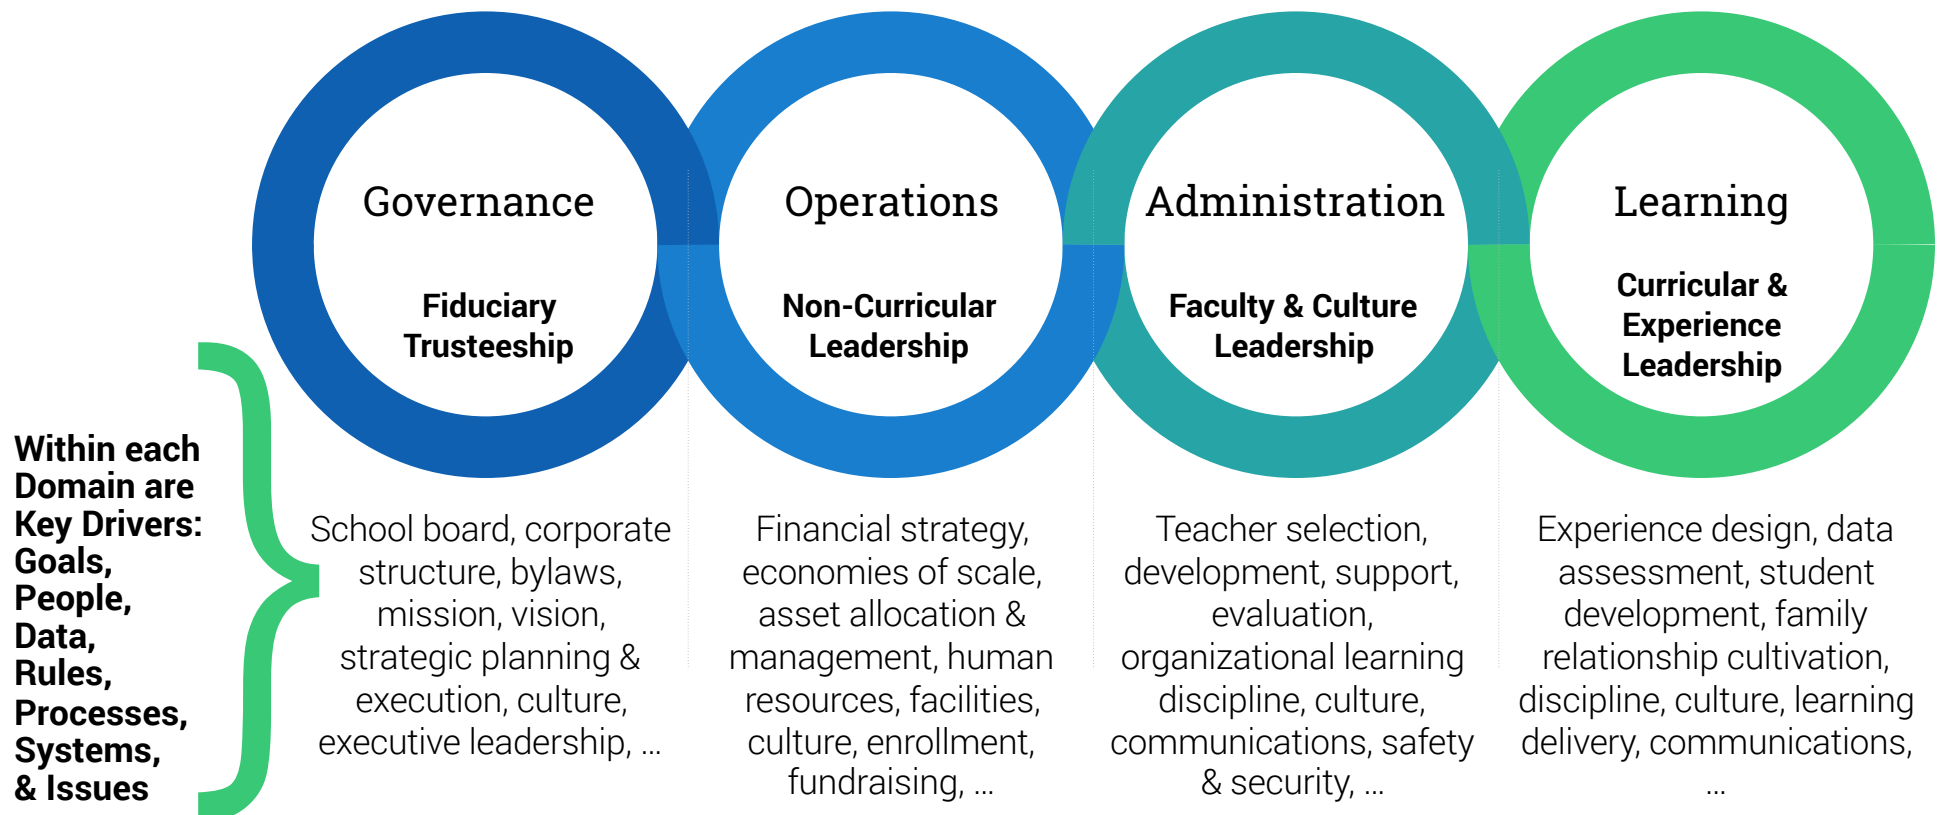 Governance
Fiduciary
Trusteeship
Operations
Non-Curricular
Leadership
Administration
Faculty & Culture
Leadership
Learning
Curricular &
Experience
Leadership
Within each
Domain are
Key Drivers:
Goals,
People,
Data,
Rules,
Processes,
Systems,
& Issues
School board, corporate
structure, bylaws,
mission, vision,
strategic planning &
execution, culture,
executive leadership, ...
Financial strategy,
economies of scale,
asset allocation &
management, human
resources, facilities,
culture, enrollment,
fundraising, ...
Teacher selection,
development, support,
evaluation,
organizational learning
discipline, culture,
communications, safety
& security, ...
Experience design, data
assessment, student
development, family
relationship cultivation,
discipline, culture, learning
delivery, communications,
...